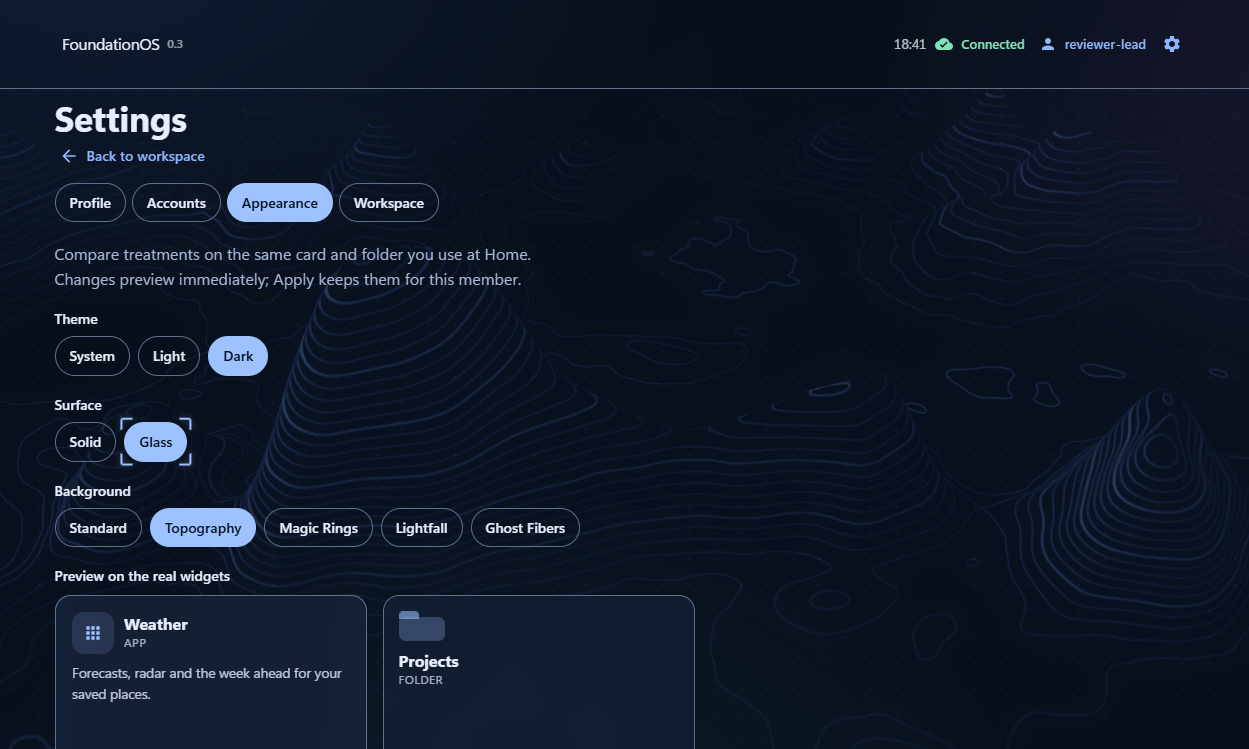 FoundationOS 0.3
18:41 Connected reviewer-lead
Settings
Back to workspace
Profile Accounts Appearance Workspace
Compare treatments on the same card and folder you use at Home.
Changes preview immediately; Apply keeps them for this member.
Theme
System Light Dark
Surface
Solid Glass
Background
Standard Topography Magic Rings Lightfall Ghost Fibers
Preview on the real widgets
Weather
APP
Forecasts, radar and the week ahead for your
saved places.
Projects
FOLDER